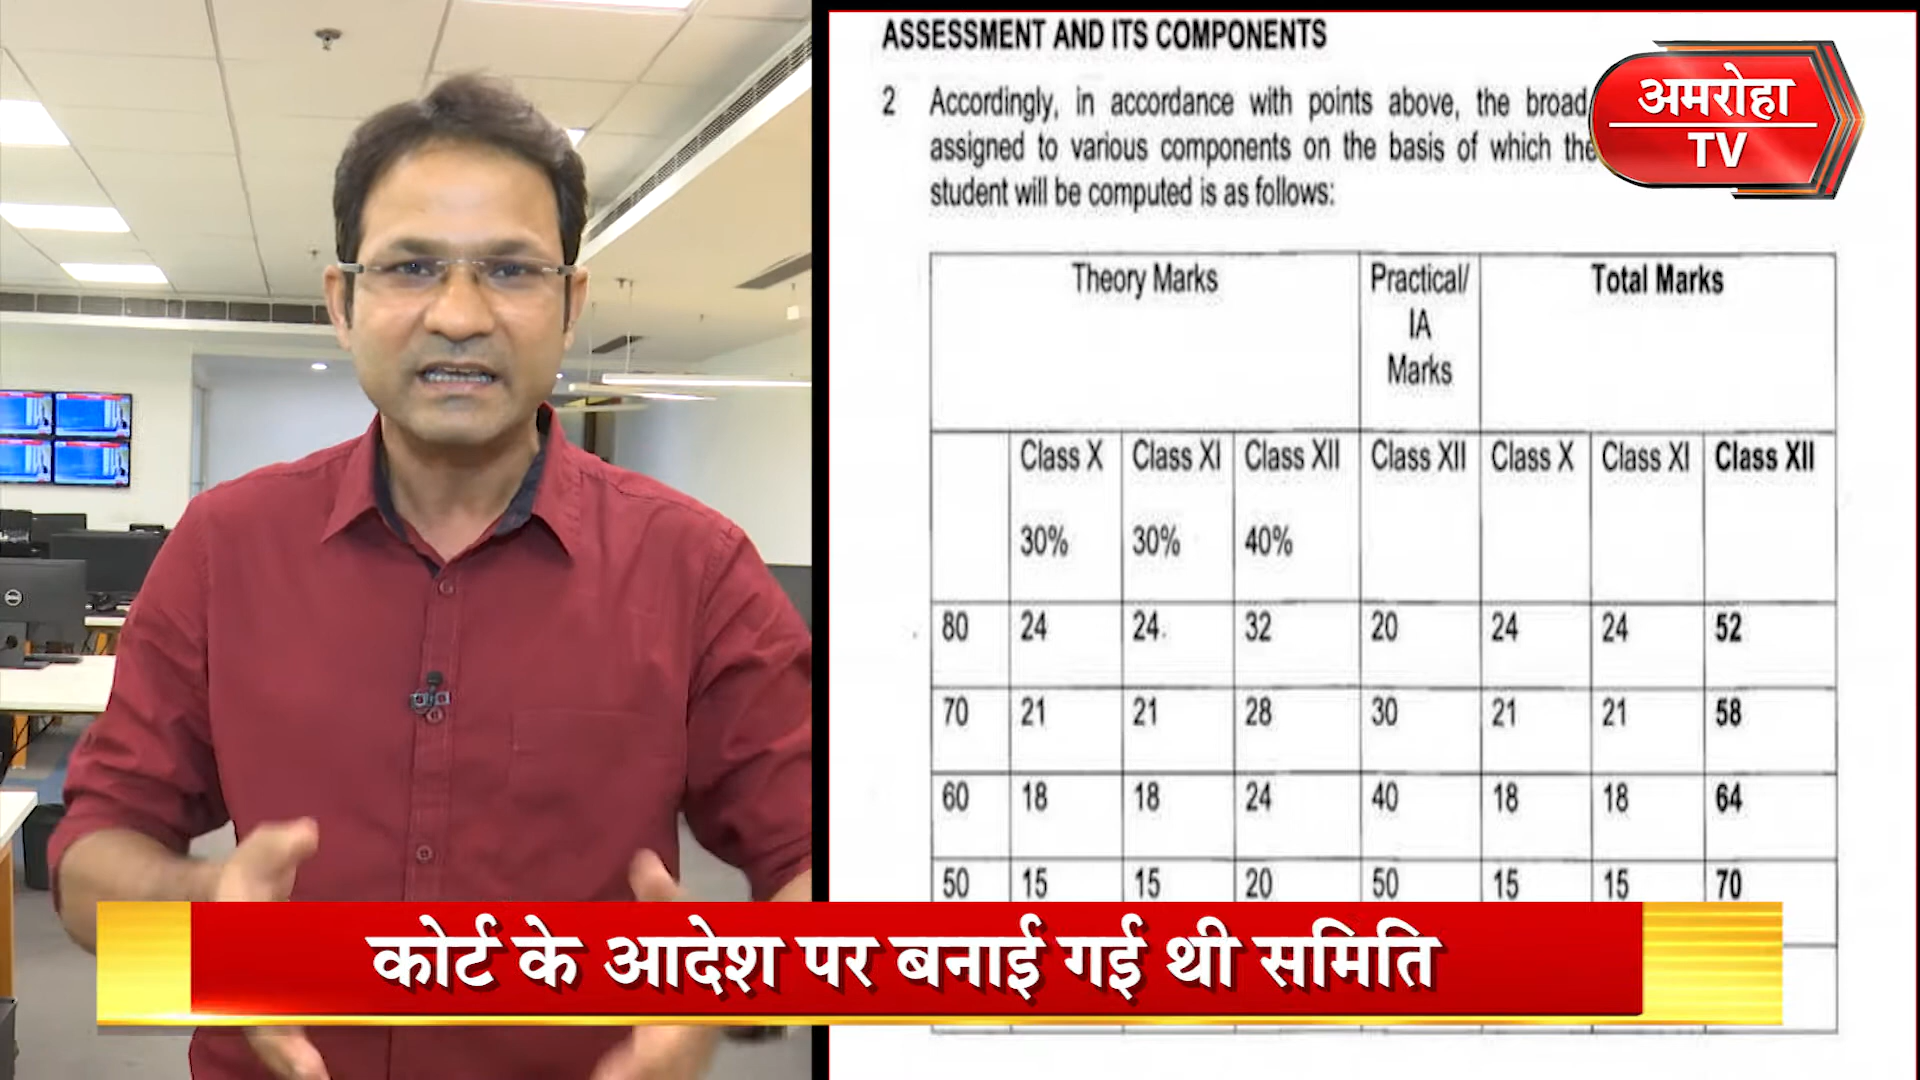 ASSESSMENT AND ITS COMPONENTS
2 Accordingly, in accordance with points above, the broad
assigned to various components on the basis of which the
student will be computed is as follows:
अमरोहा
TV
Theory Marks Practical/ IA Marks Total Marks
Class X 30% Class XI 30% Class XII 40% Class XII Class X Class XI Class XII
80 24 24 32 20 24 24 52
70 21 21 28 30 21 21 58
60 18 18 24 40 18 18 64
50 15 15 20 50 15 15 70
कोर्ट के आदेश पर बनाई गई थी समिति